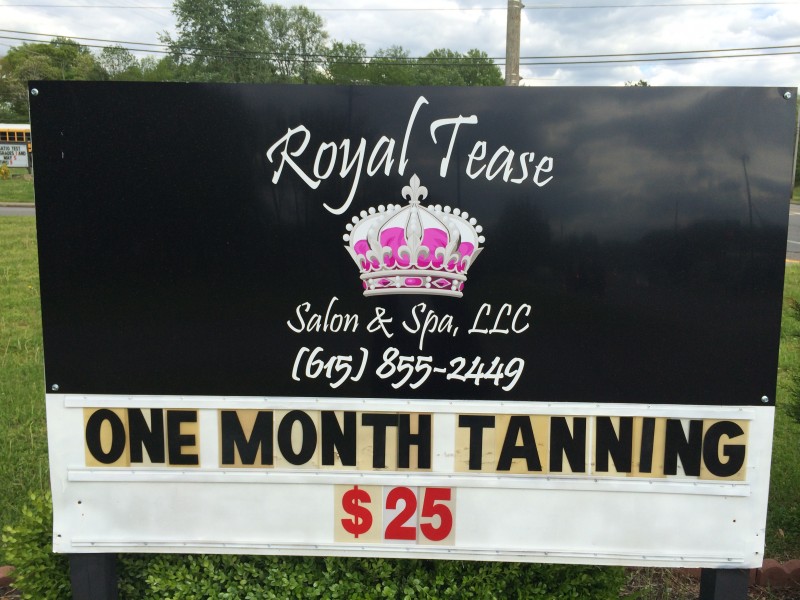 Royal Tease
Salon & Spa, LLC
(615) 855-2449
ONE MONTH TANNING
$25